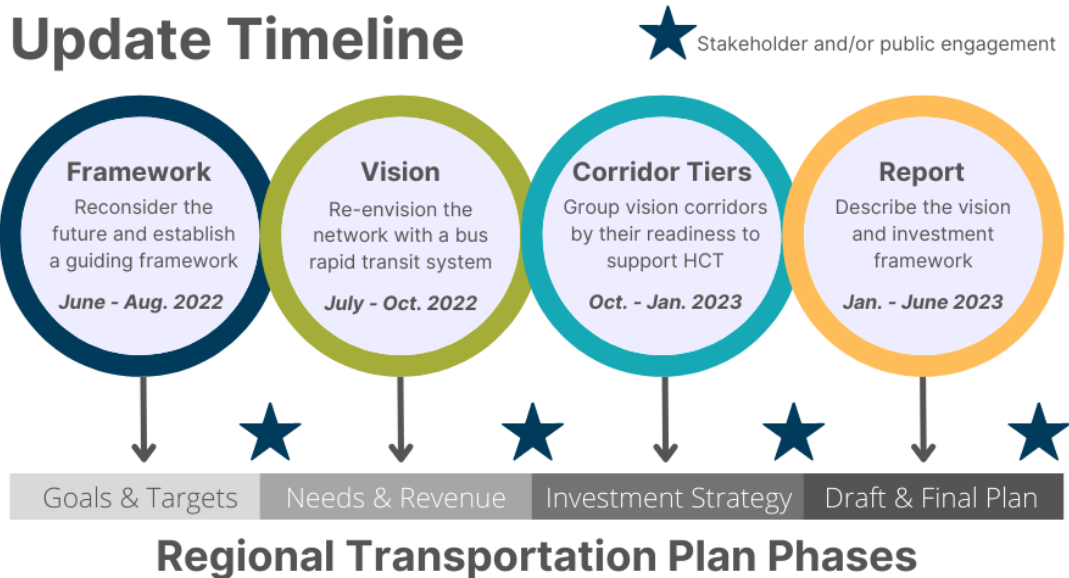 Update Timeline
Stakeholder and/or public engagement
Framework
Reconsider the
future and establish
a guiding framework
June - Aug. 2022
Vision
Re-envision the
network with a bus
rapid transit system
July - Oct. 2022
Corridor Tiers
Group vision corridors
by their readiness to
support HCT
Oct. - Jan. 2023
Report
Describe the vision
and investment
framework
Jan. - June 2023
Goals & Targets
Needs & Revenue
Investment Strategy
Draft & Final Plan
Regional Transportation Plan Phases